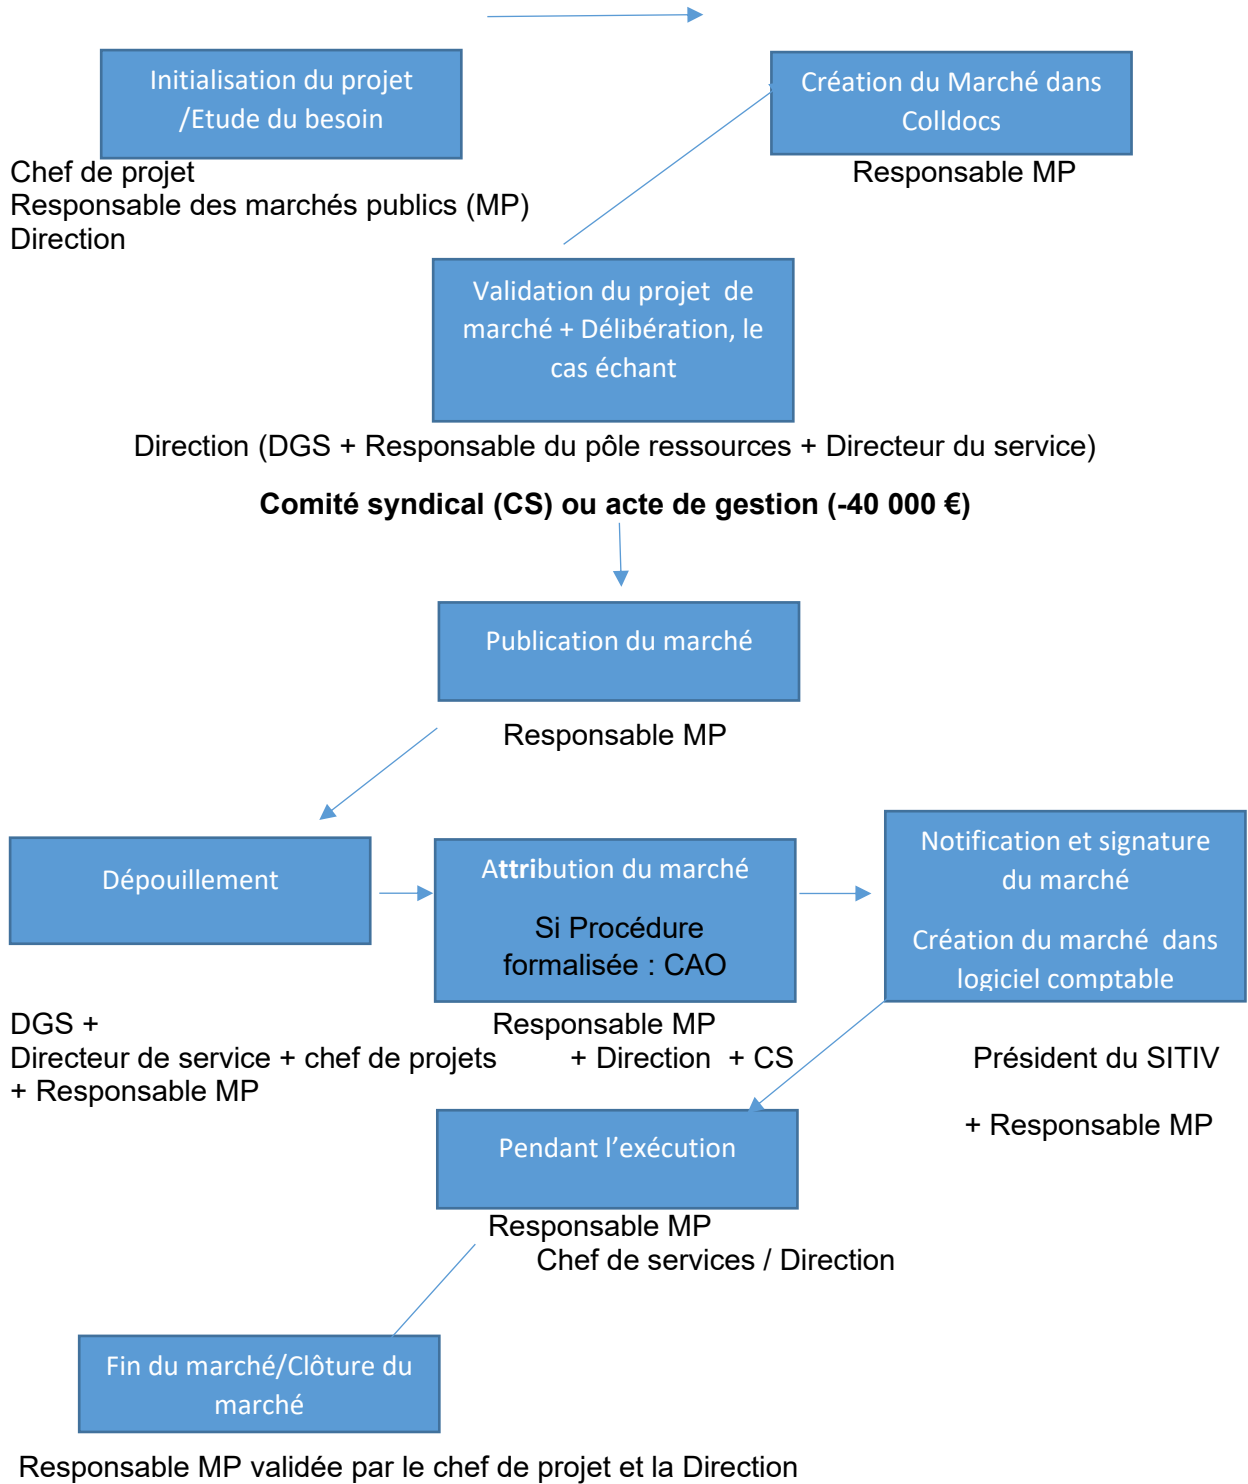 Initialisation du projet
/Etude du besoin
Création du Marché dans
Colldocs
Chef de projet
Responsable des marchés publics (MP)
Direction
Responsable MP
Validation du projet de
marché + Délibération, le
cas échant
Direction (DGS + Responsable du pôle ressources + Directeur du service)
Comité syndical (CS) ou acte de gestion (-40 000 €)
Publication du marché
Responsable MP
Dépouillement
Attribution du marché
Si Procédure
formalisée : CAO
Notification et signature
du marché
Création du marché dans
logiciel comptable
DGS +
Directeur de service + chef de projets
+ Responsable MP
Responsable MP
+ Direction + CS
Président du SITIV
+ Responsable MP
Pendant l'exécution
Responsable MP
Chef de services / Direction
Fin du marché/Clôture du
marché
Responsable MP validée par le chef de projet et la Direction